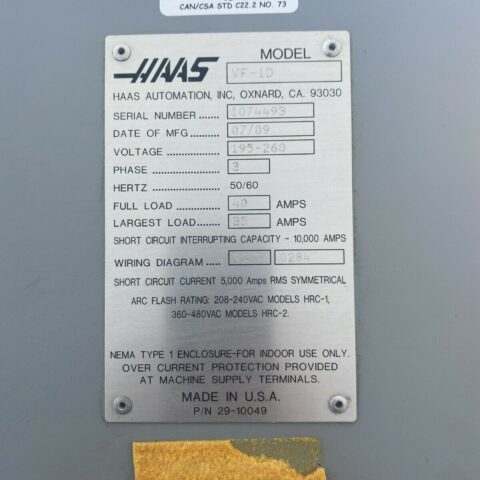 CAN/CSA STD C22.2 NO. 73
HAAS MODEL
VF-1D
HAAS AUTOMATION, INC, OXNARD, CA. 93030
SERIAL NUMBER ....... 1074493
DATE OF MFG ........... 07/09
VOLTAGE .................. 195-260
PHASE ....................... 3
HERTZ ....................... 50/60
FULL LOAD ............... 40 AMPS
LARGEST LOAD........ 35 AMPS
SHORT CIRCUIT INTERRUPTING CAPACITY - 10,000 AMPS
WIRING DIAGRAM ..... 0284
SHORT CIRCUIT CURRENT 5,000 Amps RMS SYMMETRICAL
ARC FLASH RATING: 208-240VAC MODELS HRC-1,
360-480VAC MODELS HRC-2.
NEMA TYPE 1 ENCLOSURE-FOR INDOOR USE ONLY.
OVER CURRENT PROTECTION PROVIDED
AT MACHINE SUPPLY TERMINALS.
MADE IN U.S.A.
P/N 29-10049